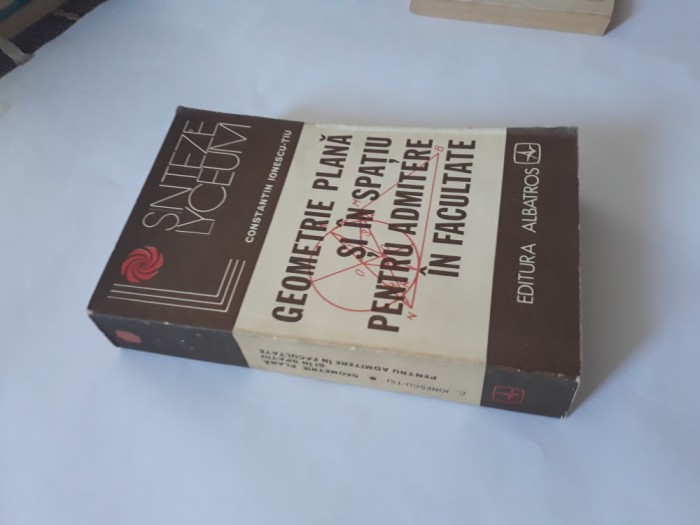 SINTEZE
LYCEUM
CONSTANTIN IONESCU-ȚIU
GEOMETRIE PLANĂ
ȘI ÎN SPAȚIU
PENTRU ADMITERE
ÎN FACULTATE
B
O
N
EDITURA ALBATROS
C. IONESCU-ȚIU • GEOMETRIE PLANĂ
ȘI ÎN SPAȚIU
PENTRU ADMITERE ÎN FACULTATE